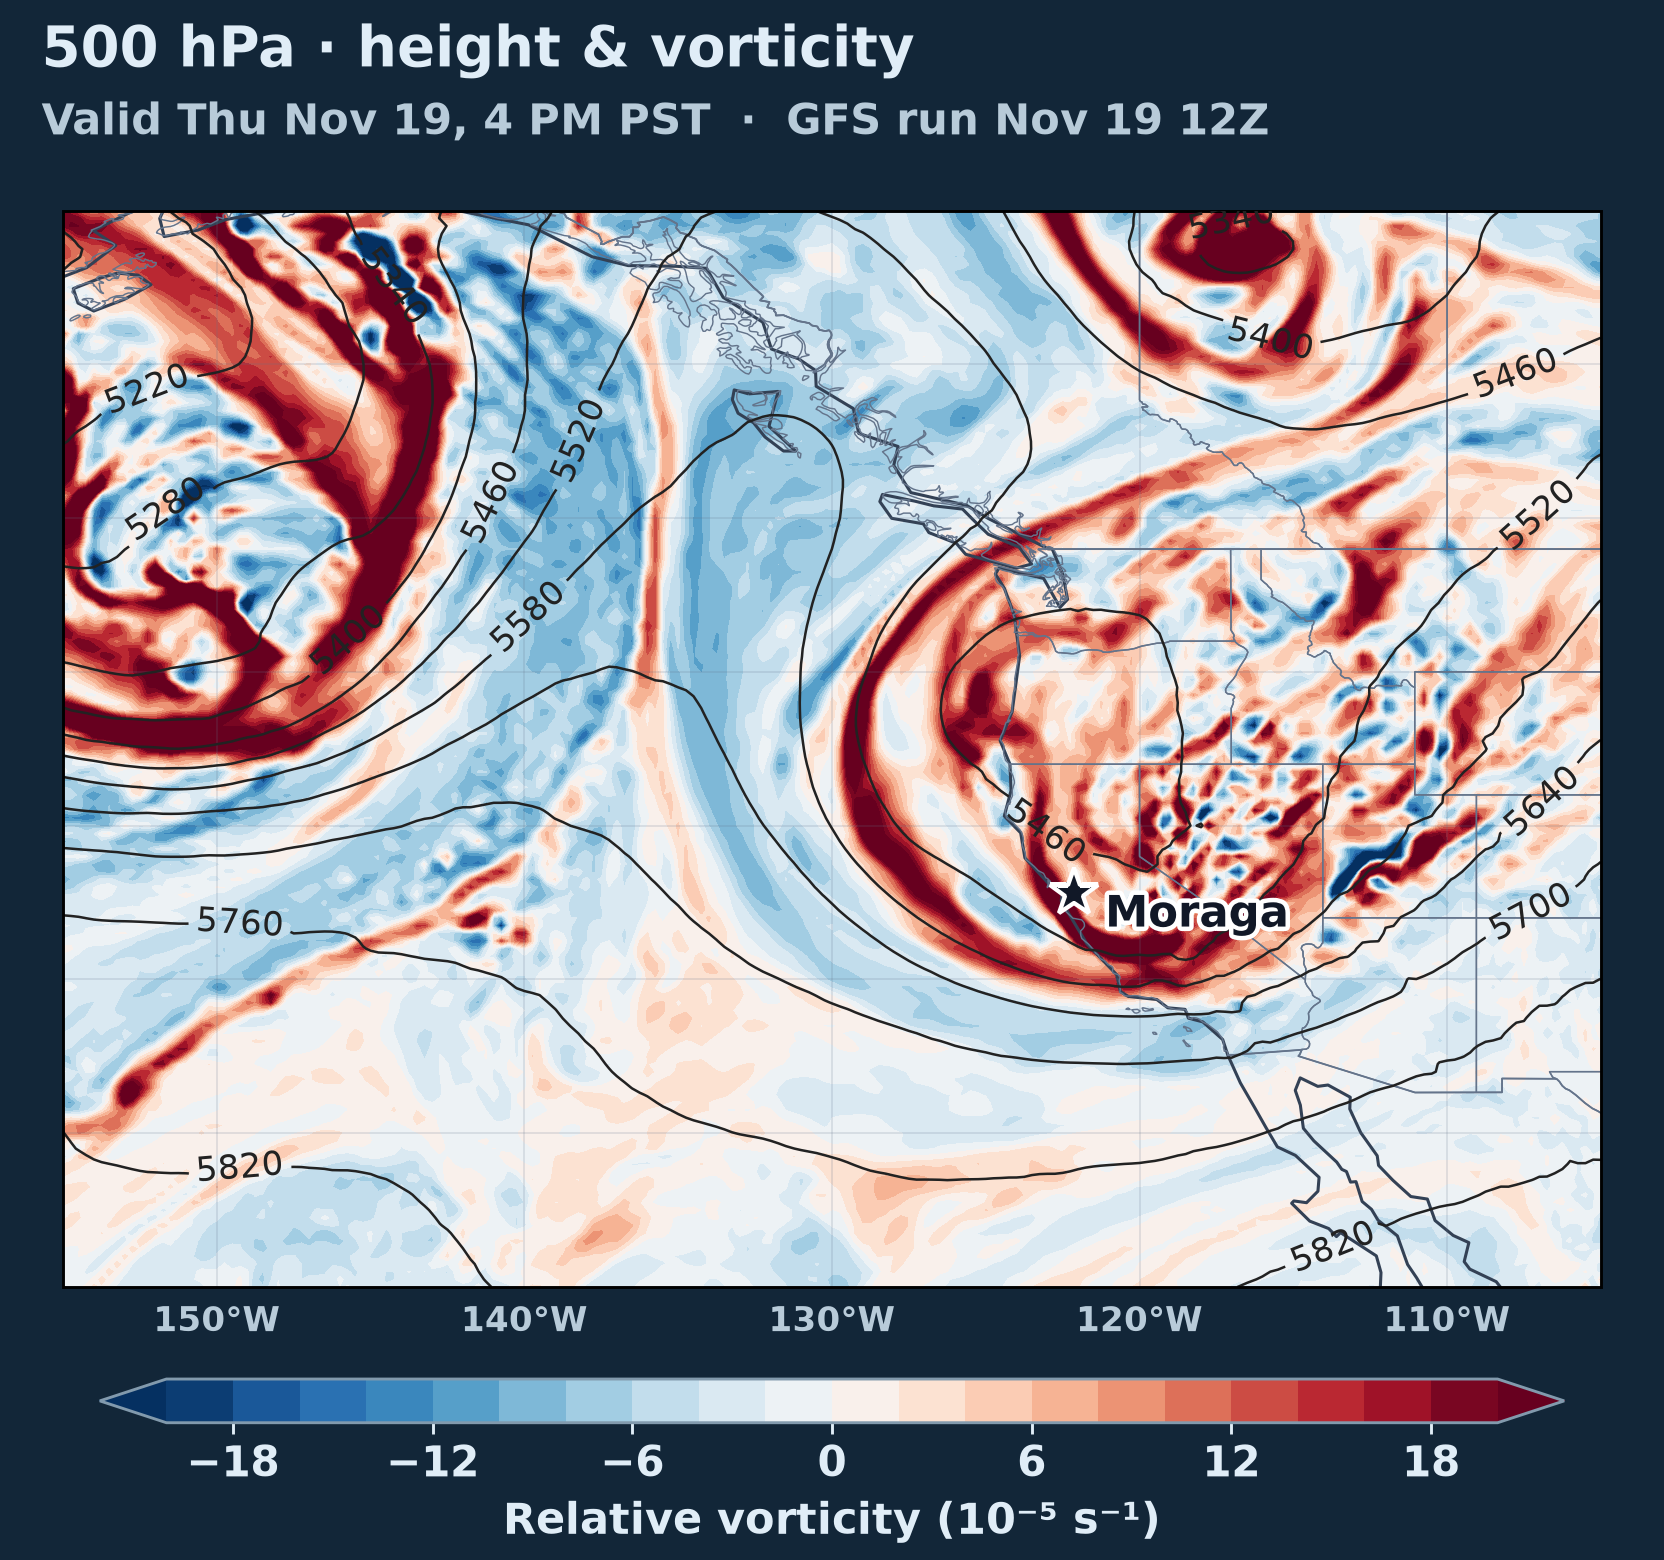 500 hPa · height & vorticity
Valid Thu Nov 19, 4 PM PST · GFS run Nov 19 12Z
5340
5340
5400
5460
5220
5520
5460
5280
5520
5580
5400
5460
5640
Moraga
5700
5760
5820
5820
150°W 140°W 130°W 120°W 110°W
−18 −12 −6 0 6 12 18
Relative vorticity (10⁻⁵ s⁻¹)